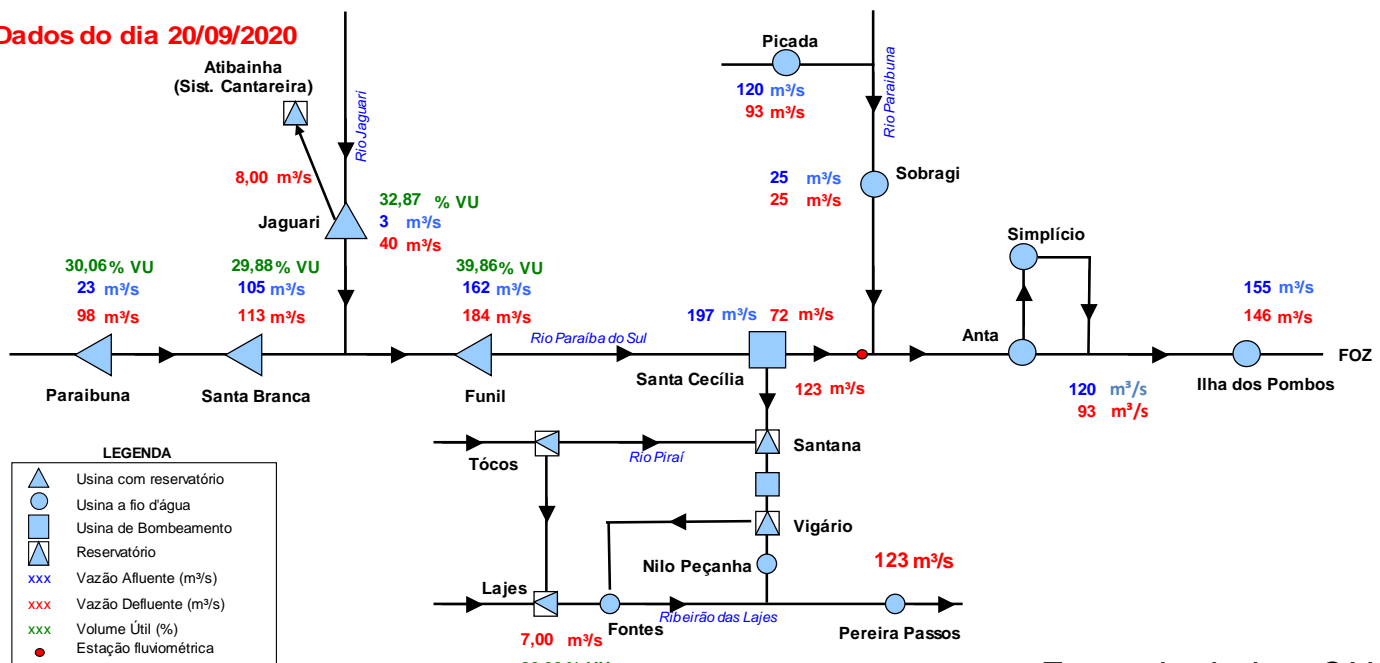 Dados do dia 20/09/2020
Atibainha
(Sist. Cantareira)
Rio Jaguari
8,00 m³/s
Jaguari
32,87 % VU
3 m³/s
40 m³/s
Picada
120 m³/s
93 m³/s
Rio Paraibuna
25 m³/s
25 m³/s
Sobragi
30,06% VU
23 m³/s
98 m³/s
Paraibuna
29,88% VU
105 m³/s
113 m³/s
Santa Branca
39,86% VU
162 m³/s
184 m³/s
Funil
Rio Paraíba do Sul
197 m³/s 72 m³/s
Santa Cecília
123 m³/s
Simplício
Anta
120 m³/s
93 m³/s
155 m³/s
146 m³/s
Ilha dos Pombos
FOZ
Tócos
Rio Piraí
Santana
Vigário
Nilo Peçanha
123 m³/s
Lajes
7,00 m³/s
Fontes
Ribeirão das Lajes
Pereira Passos
LEGENDA
Usina com reservatório
Usina a fio d'água
Usina de Bombeamento
Reservatório
xxx Vazão Afluente (m³/s)
xxx Vazão Defluente (m³/s)
xxx Volume Útil (%)
Estação fluviométrica